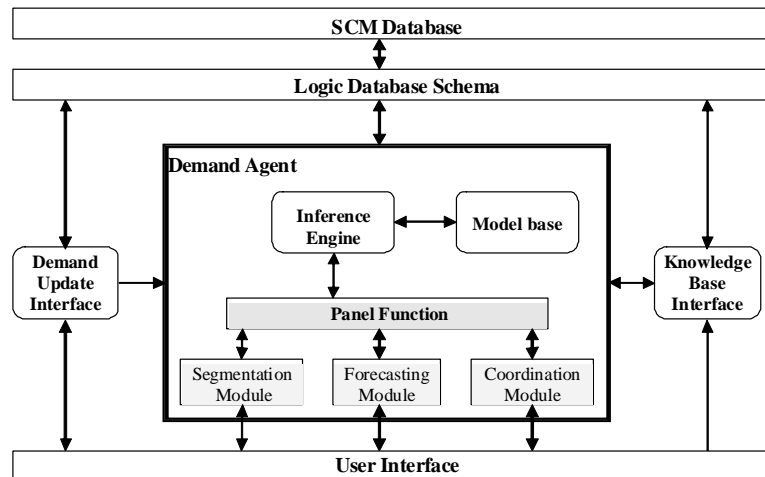 SCM Database
Logic Database Schema
Demand Agent
Inference
Engine
Model base
Demand
Update
Interface
Knowledge
Base
Interface
Panel Function
Segmentation
Module
Forecasting
Module
Coordination
Module
User Interface